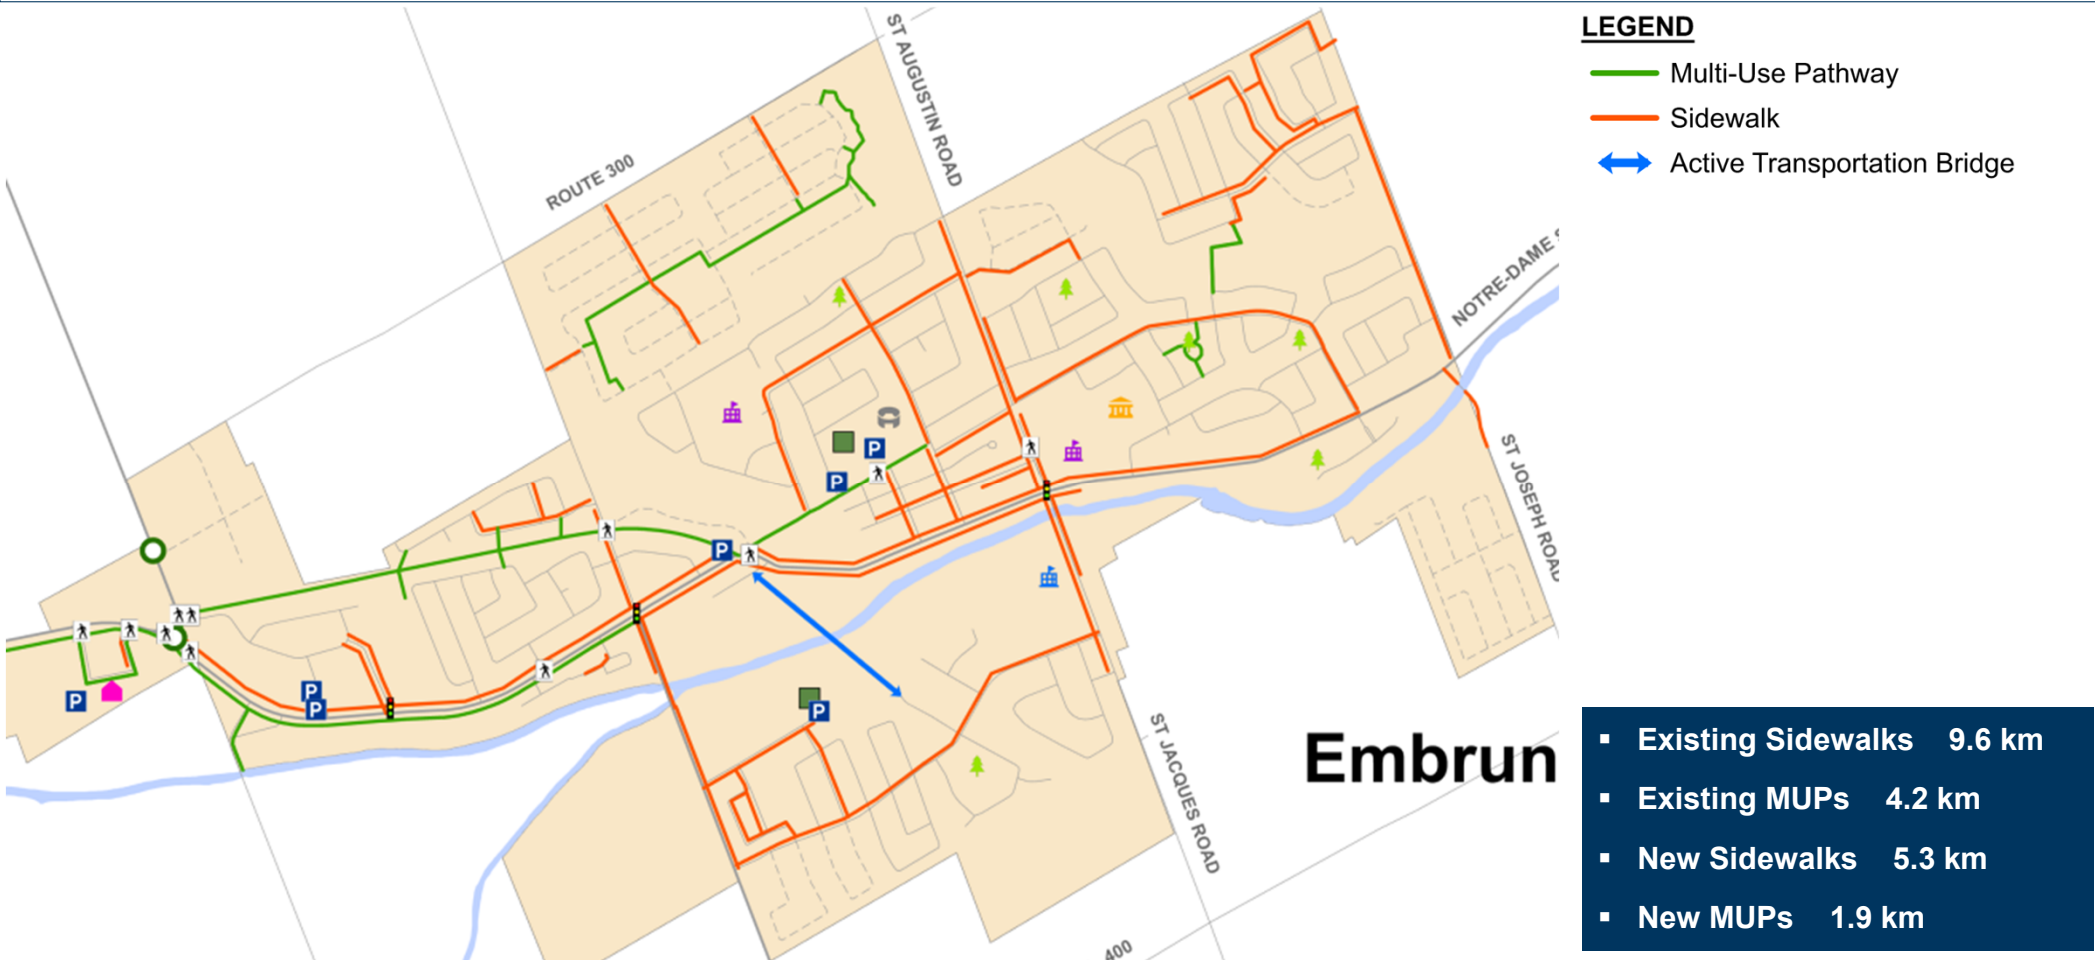 LEGEND
Multi-Use Pathway
Sidewalk
Active Transportation Bridge
ST AUGUSTIN ROAD
ROUTE 300
NOTRE-DAME S
ST JOSEPH ROAD
P
P
P
P
P
P
P
ST JACQUES ROAD
Embrun
400
▪ Existing Sidewalks 9.6 km
▪ Existing MUPs 4.2 km
▪ New Sidewalks 5.3 km
▪ New MUPs 1.9 km